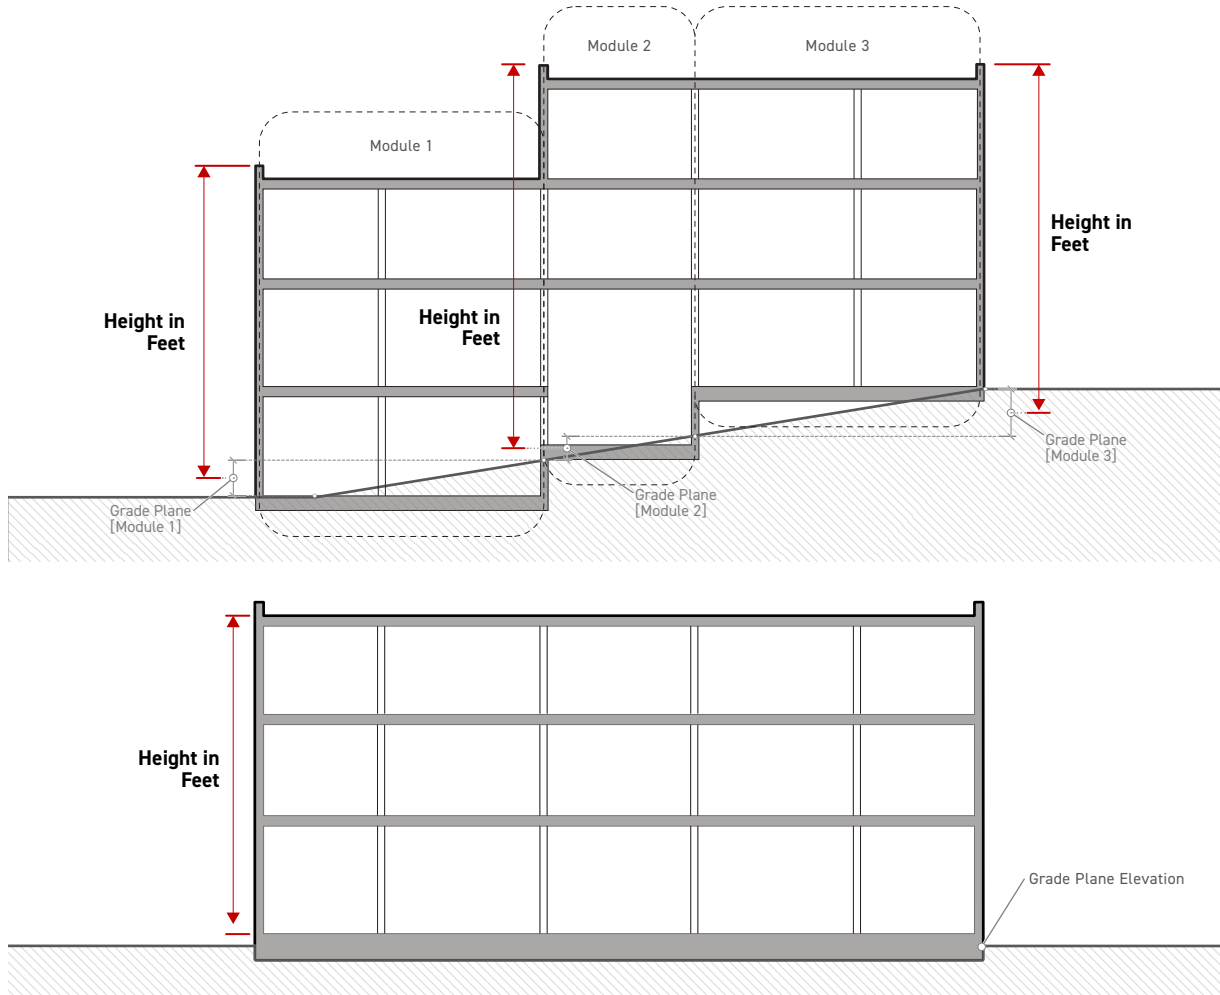 Module 2
Module 3
Module 1
Height in
Feet
Height in
Feet
Height in
Feet
Grade Plane
[Module 3]
Grade Plane
[Module 2]
Grade Plane
[Module 1]
Height in
Feet
Grade Plane Elevation